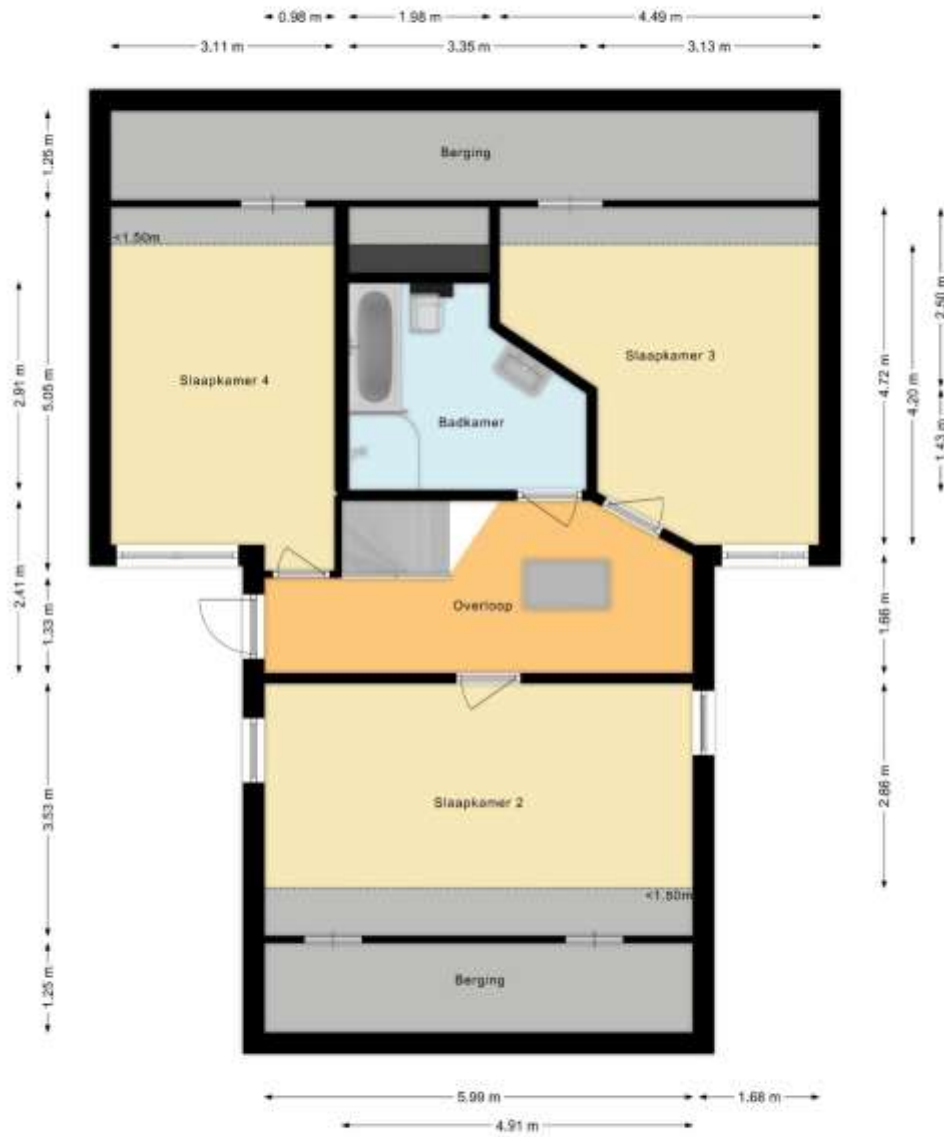 0.98 m
1.98 m
4.49 m
3.11 m
3.35 m
3.13 m
1.25 m
Berging
<1.50m
2.50 m
2.91 m
5.05 m
Slaapkamer 4
Slaapkamer 3
4.72 m
4.20 m
Badkamer
1.43 m
2.41 m
1.33 m
Overloop
1.66 m
3.53 m
Slaapkamer 2
2.86 m
<1.50m
1.25 m
Berging
5.99 m
1.68 m
4.91 m